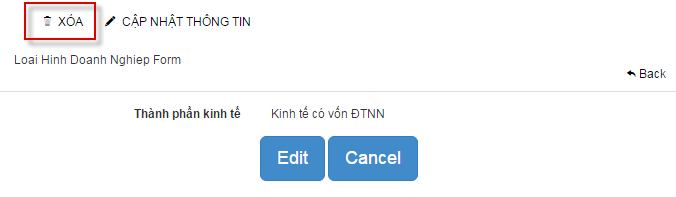 XÓA CẬP NHẬT THÔNG TIN
Loai Hinh Doanh Nghiep Form
Back
Thành phần kinh tế Kinh tế có vốn ĐTNN
Edit Cancel